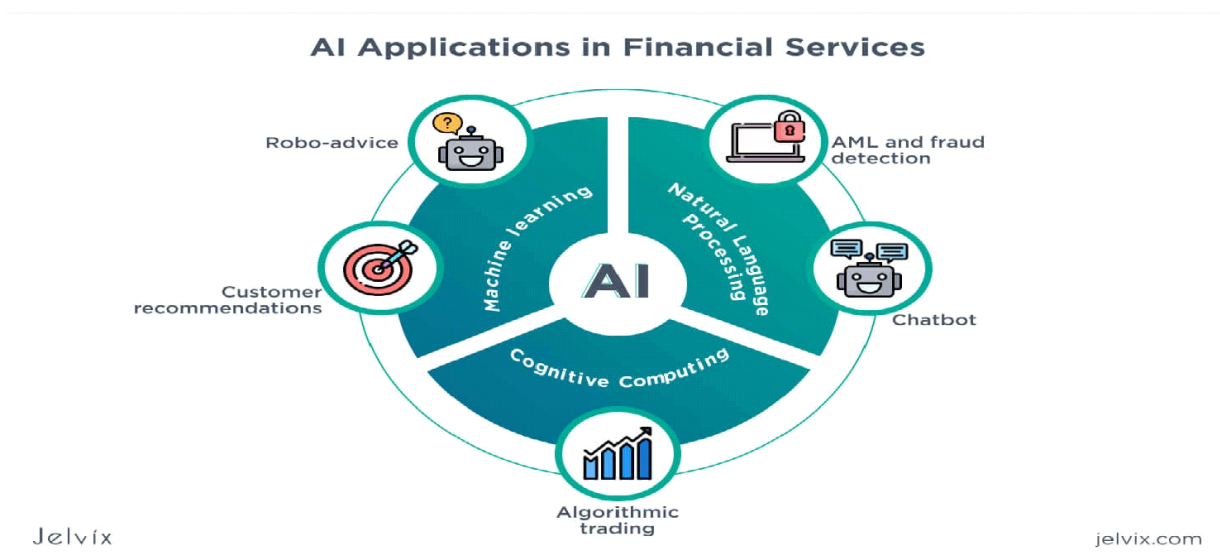 AI Applications in Financial Services
Robo-advice
?
AML and fraud
detection
Machine learning
Natural Language
Processing
AI
Customer
recommendations
Chatbot
Cognitive Computing
Algorithmic
trading
Jelvíx
jelvix.com